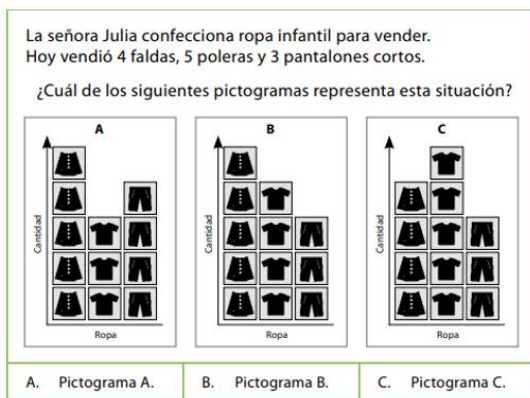 La señora Julia confecciona ropa infantil para vender.
Hoy vendió 4 faldas, 5 poleras y 3 pantalones cortos.
¿Cuál de los siguientes pictogramas representa esta situación?
A
Cantidad
Ropa
B
Cantidad
Ropa
C
Cantidad
Ropa
A. Pictograma A.
B. Pictograma B.
C. Pictograma C.